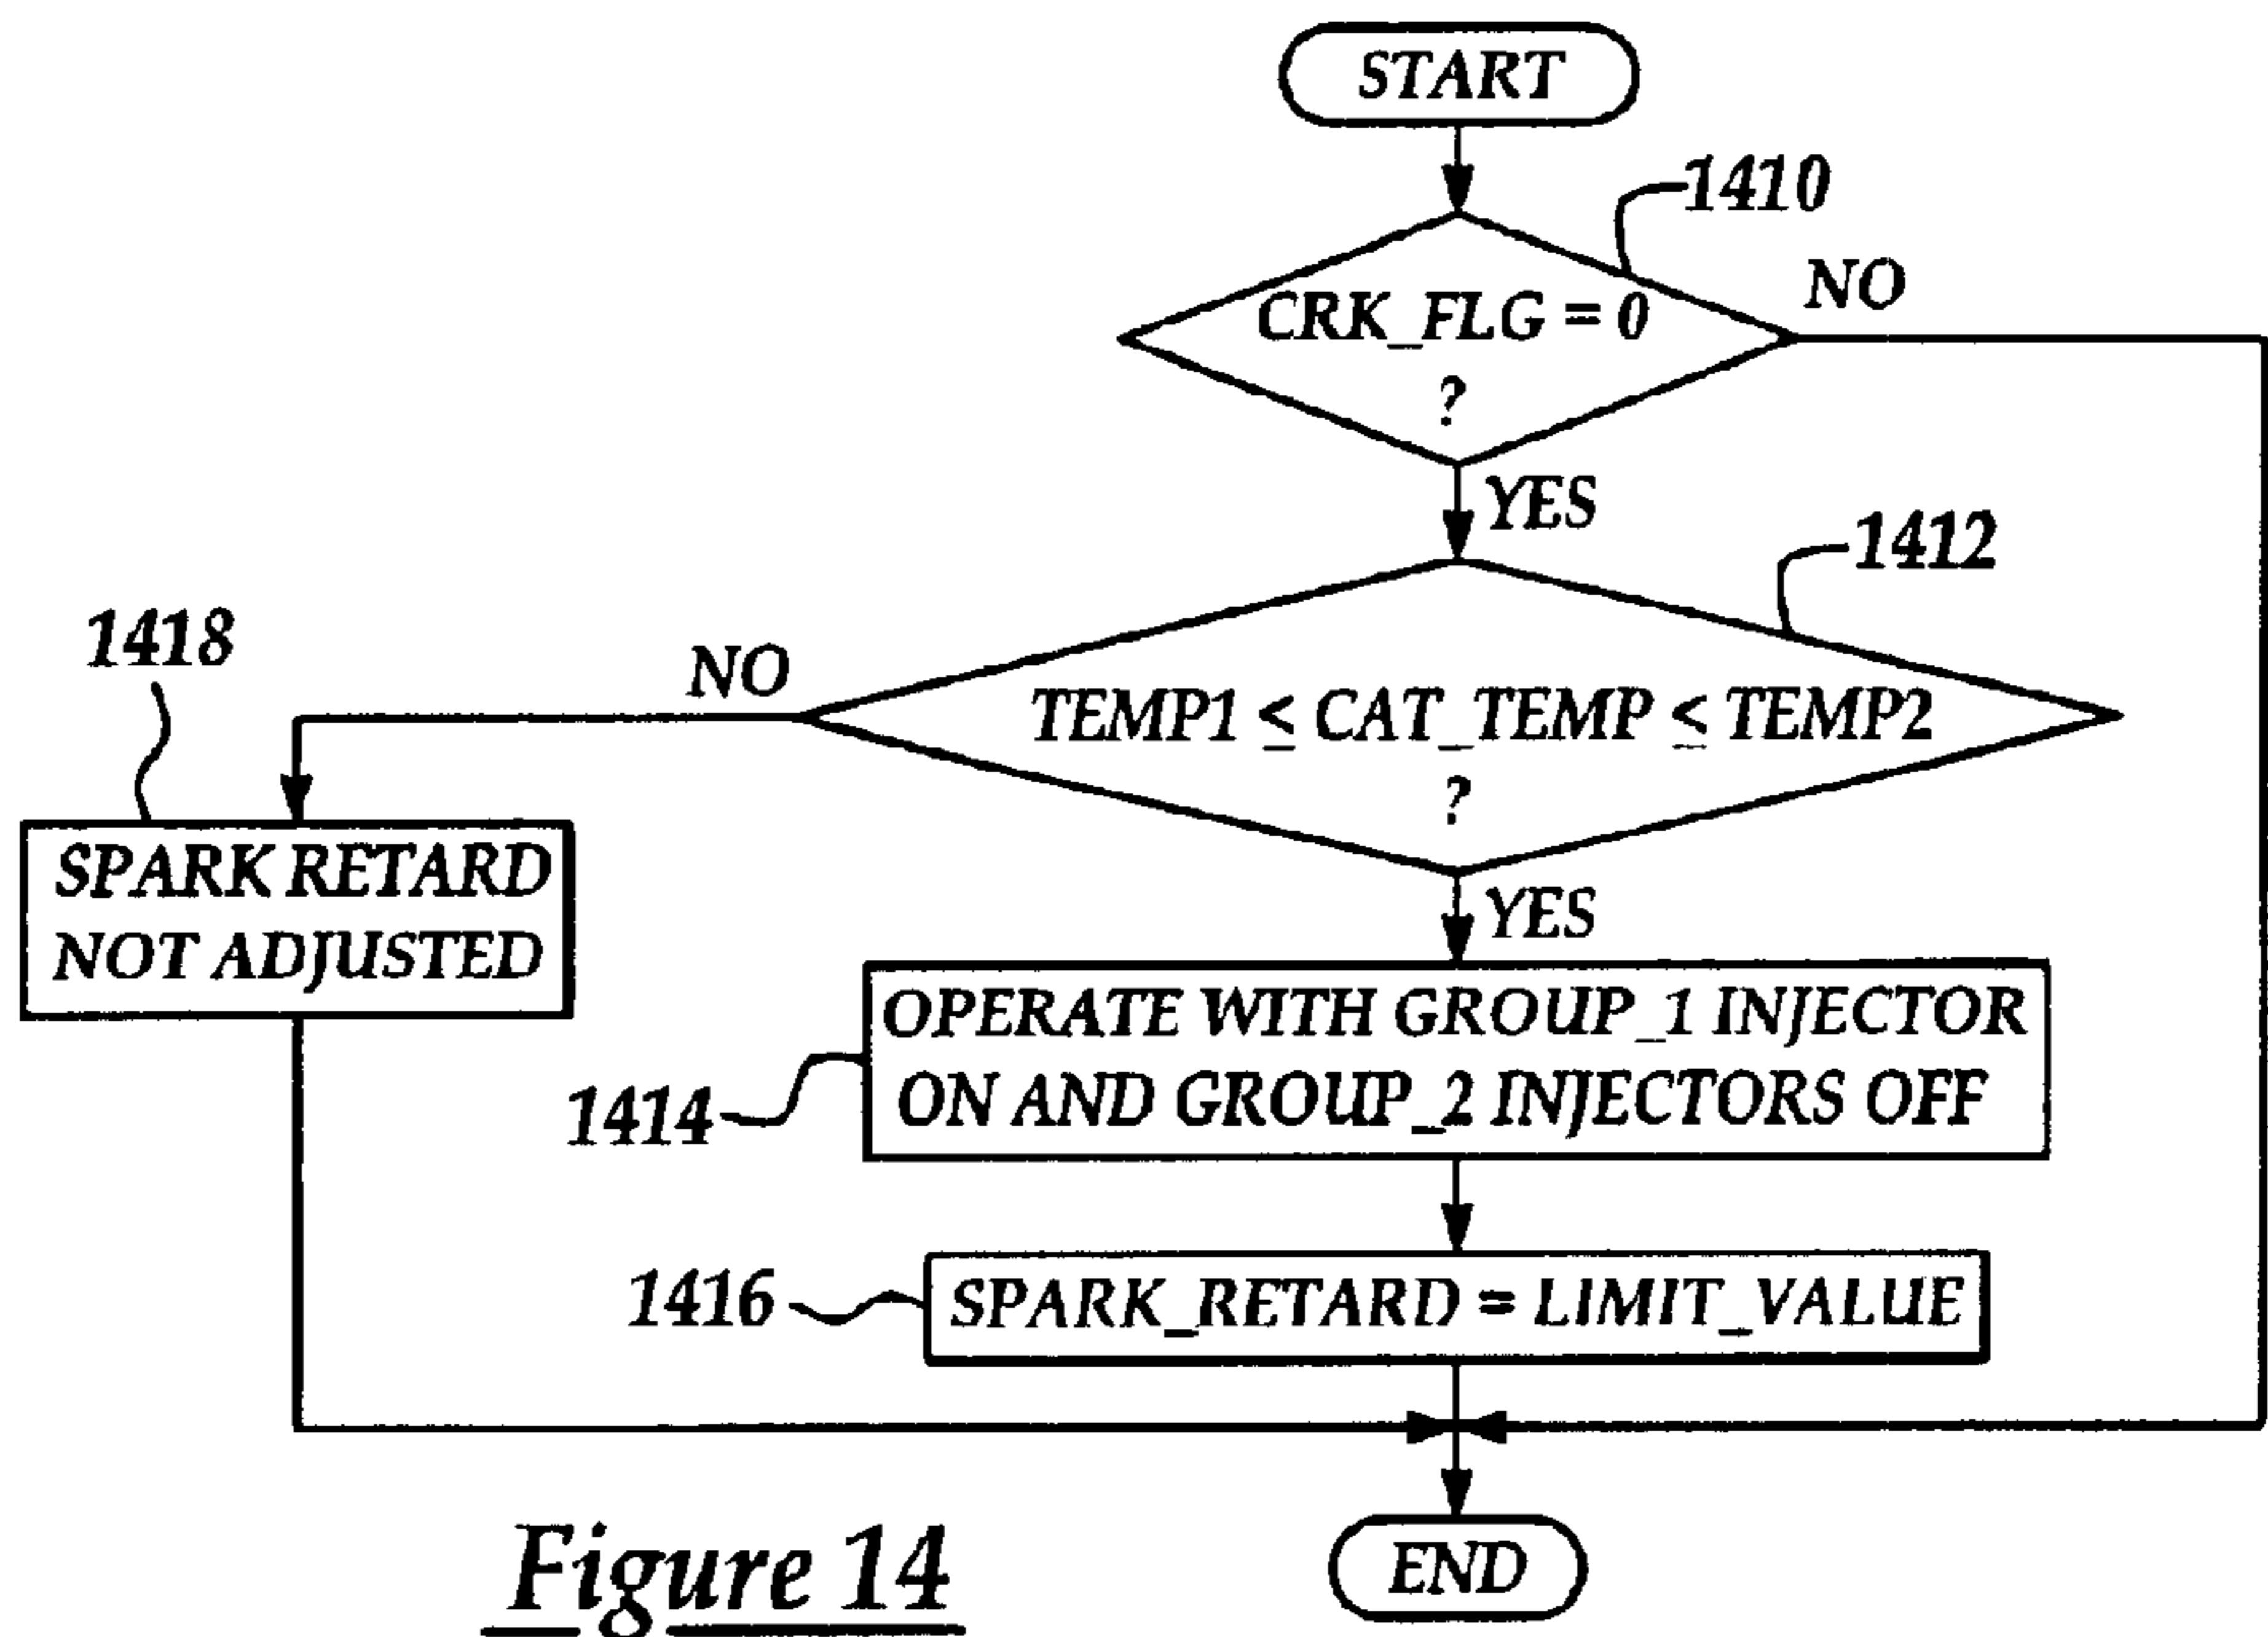 START
1410
NO
CRK_FLG = 0
?
YES
1412
1418
NO
TEMP1 ≤ CAT_TEMP ≤ TEMP2
?
SPARK RETARD
NOT ADJUSTED
YES
OPERATE WITH GROUP_1 INJECTOR
ON AND GROUP_2 INJECTORS OFF
1414
1416
SPARK_RETARD = LIMIT_VALUE
END
Figure 14